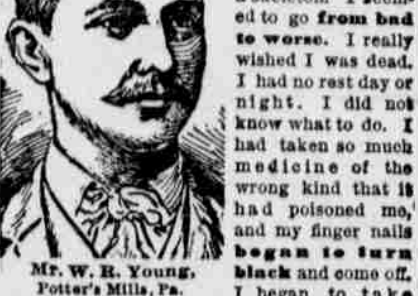 ed to go from bad
to worse. I really
wished I was dead.
I had no rest day or
night. I did not
know what to do. I
had taken so much
medicine of the
wrong kind that it
had poisoned me,
and my finger nails
began to turn
black and come off.
I began to take
Mr. W. R. Young,
Potter's Mills, Pa.